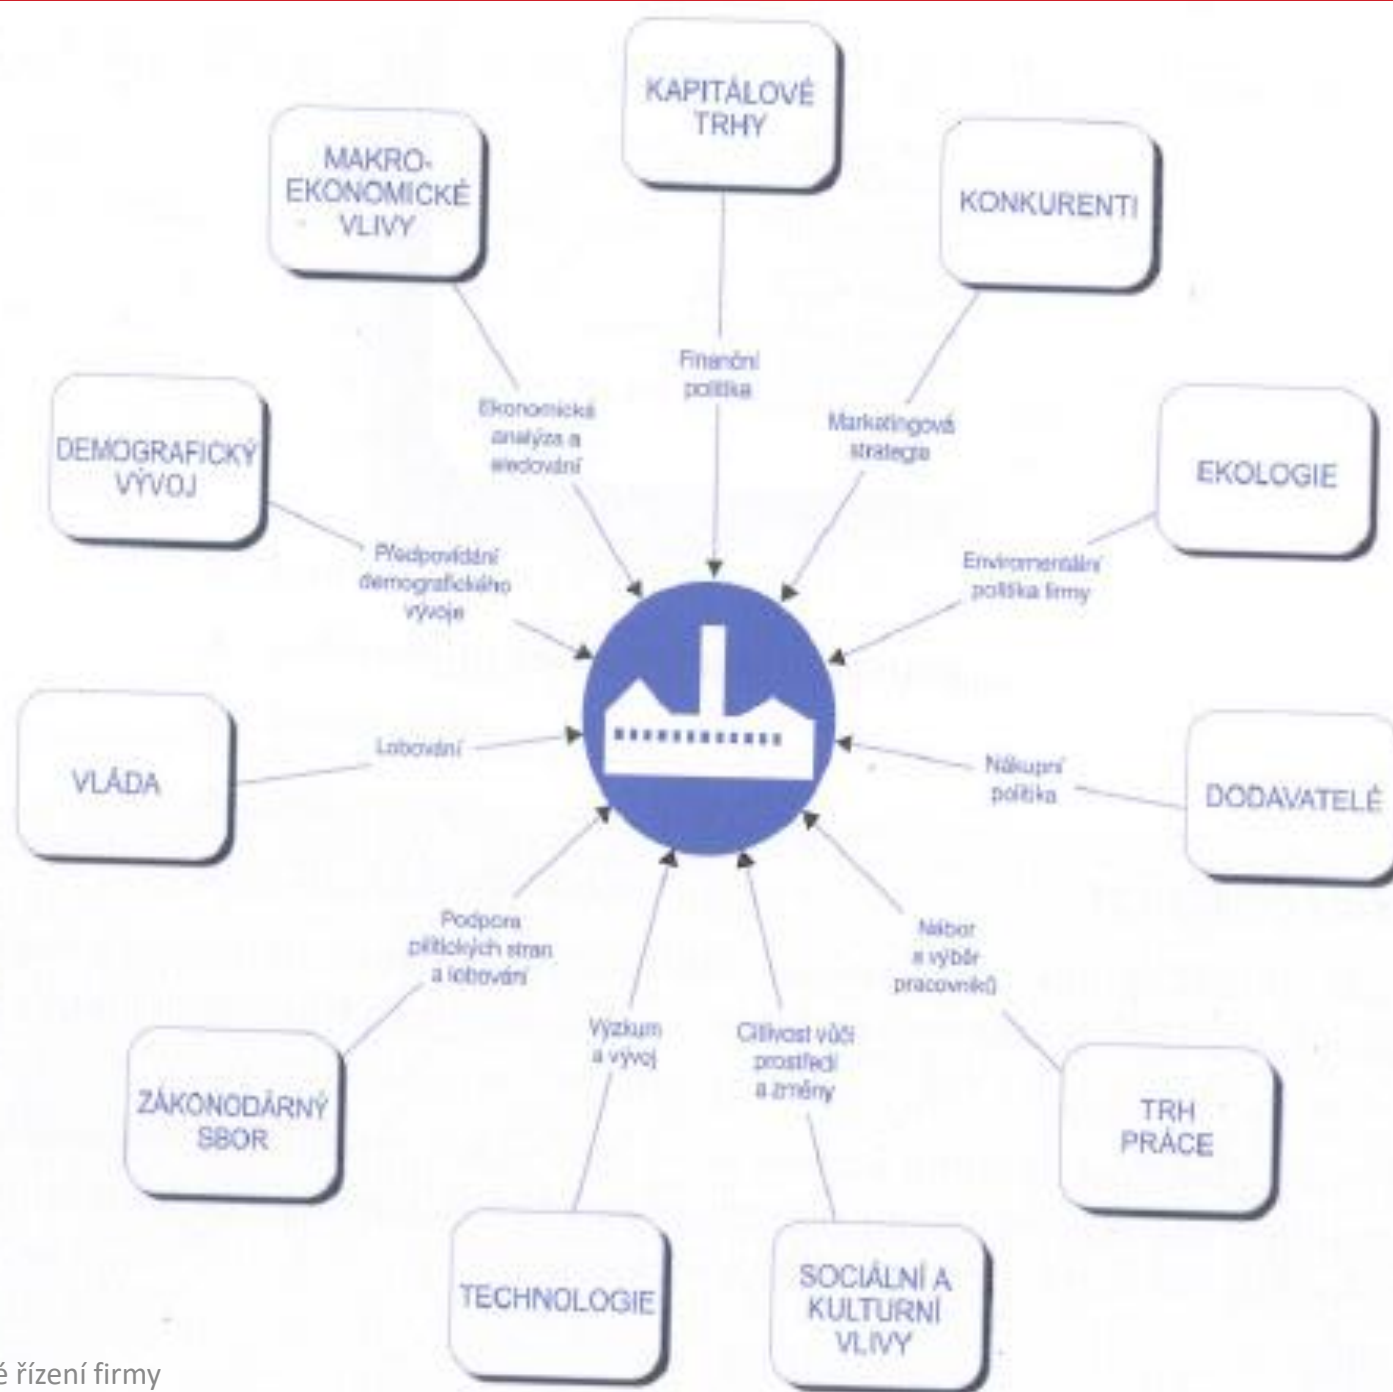 KAPITÁLOVÉ
TRHY
MAKRO-
EKONOMICKÉ
VLIVY
KONKURENTI
Finanční
politika
Ekonomická
analýza a
sledování
Marketingová
strategie
DEMOGRAFICKÝ
VÝVOJ
EKOLOGIE
Předpovídání
demografického
vývoje
Enviromentální
politika firmy
VLÁDA
Lobování
Nákupní
politika
DODAVATELÉ
Podpora
plitických stran
a lobování
Nábor
a výběr
pracovníků
Výzkum
a vývoj
Citlivost vůči
prostředí
a změny
ZÁKONODÁRNÝ
SBOR
TRH
PRÁCE
TECHNOLOGIE
SOCIÁLNÍ A
KULTURNÍ
VLIVY
é řízení firmy